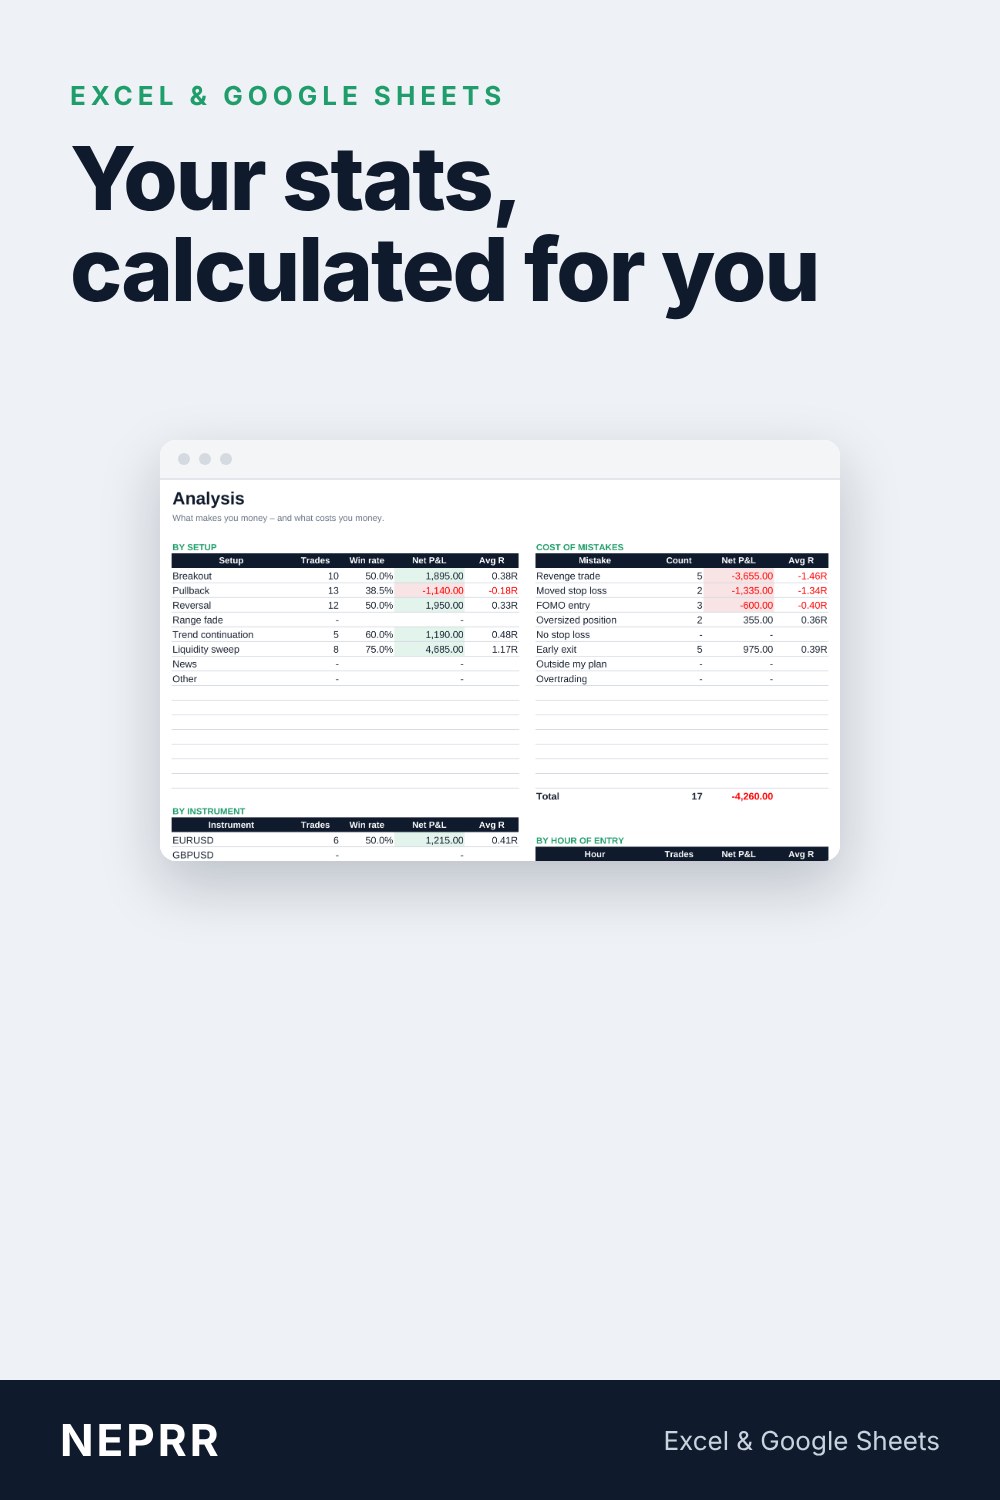 EXCEL & GOOGLE SHEETS
Your stats,
calculated for you
Analysis
What makes you money – and what costs you money.
BY SETUP
Setup Trades Win rate Net P&L Avg R
Breakout 10 50.0% 1,895.00 0.38R
Pullback 13 38.5% -1,140.00 -0.18R
Reversal 12 50.0% 1,950.00 0.33R
Range fade - -
Trend continuation 5 60.0% 1,190.00 0.48R
Liquidity sweep 8 75.0% 4,685.00 1.17R
News - -
Other - -
COST OF MISTAKES
Mistake Count Net P&L Avg R
Revenge trade 5 -3,655.00 -1.46R
Moved stop loss 2 -1,335.00 -1.34R
FOMO entry 3 -600.00 -0.40R
Oversized position 2 355.00 0.36R
No stop loss - -
Early exit 5 975.00 0.39R
Outside my plan - -
Overtrading - -
Total 17 -4,260.00
BY INSTRUMENT
Instrument Trades Win rate Net P&L Avg R
EURUSD 6 50.0% 1,215.00 0.41R
GBPUSD - -
BY HOUR OF ENTRY
Hour Trades Net P&L Avg R
NEPRR
Excel & Google Sheets